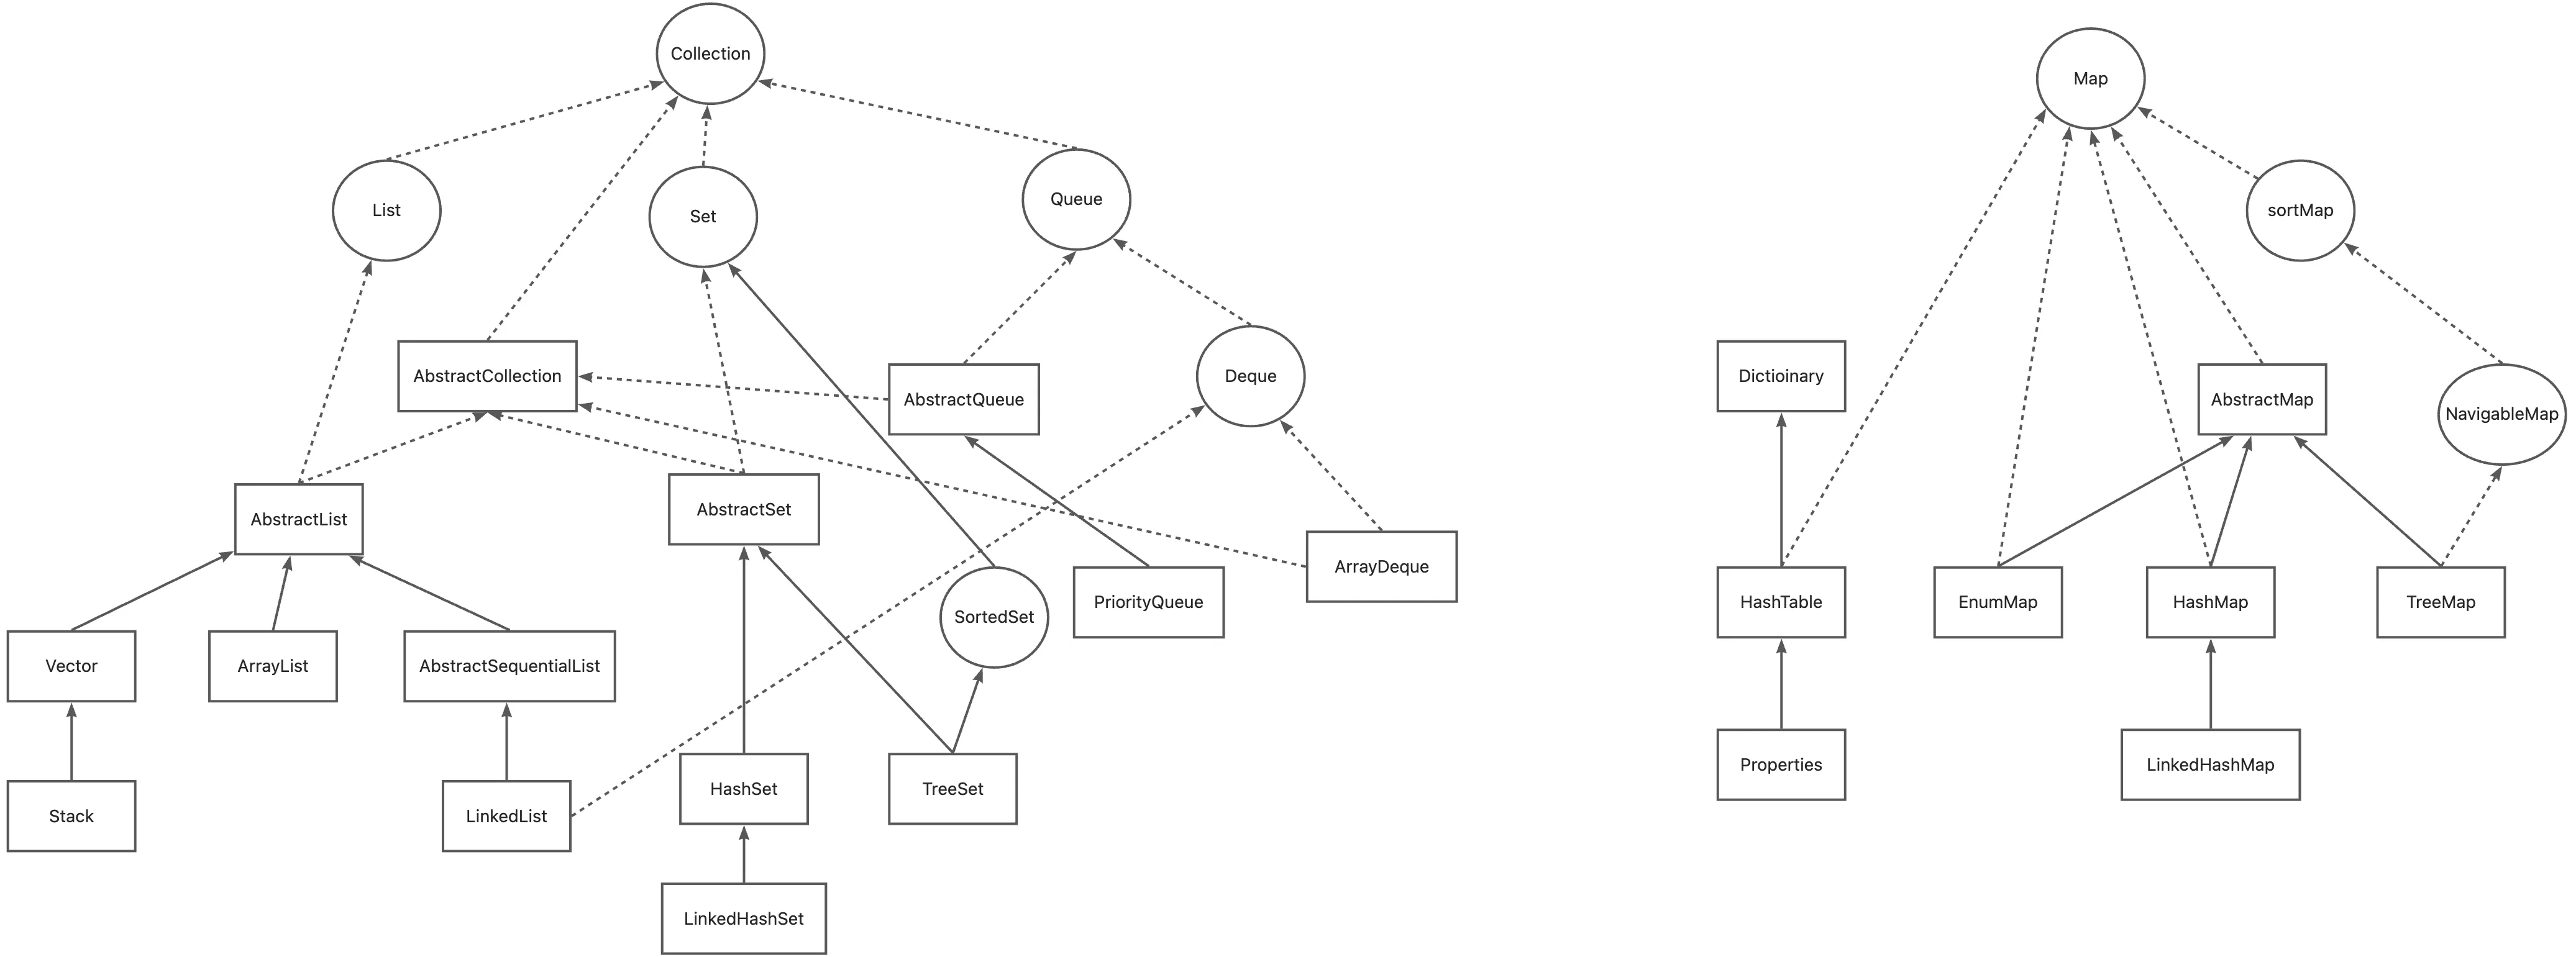 Collection
Map
List
Set
Queue
sortMap
AbstractCollection
AbstractQueue
Deque
Dictioinary
AbstractMap
NavigableMap
AbstractList
AbstractSet
ArrayDeque
PriorityQueue
SortedSet
HashTable
EnumMap
HashMap
TreeMap
Vector
ArrayList
AbstractSequentialList
Stack
LinkedList
HashSet
TreeSet
Properties
LinkedHashMap
LinkedHashSet